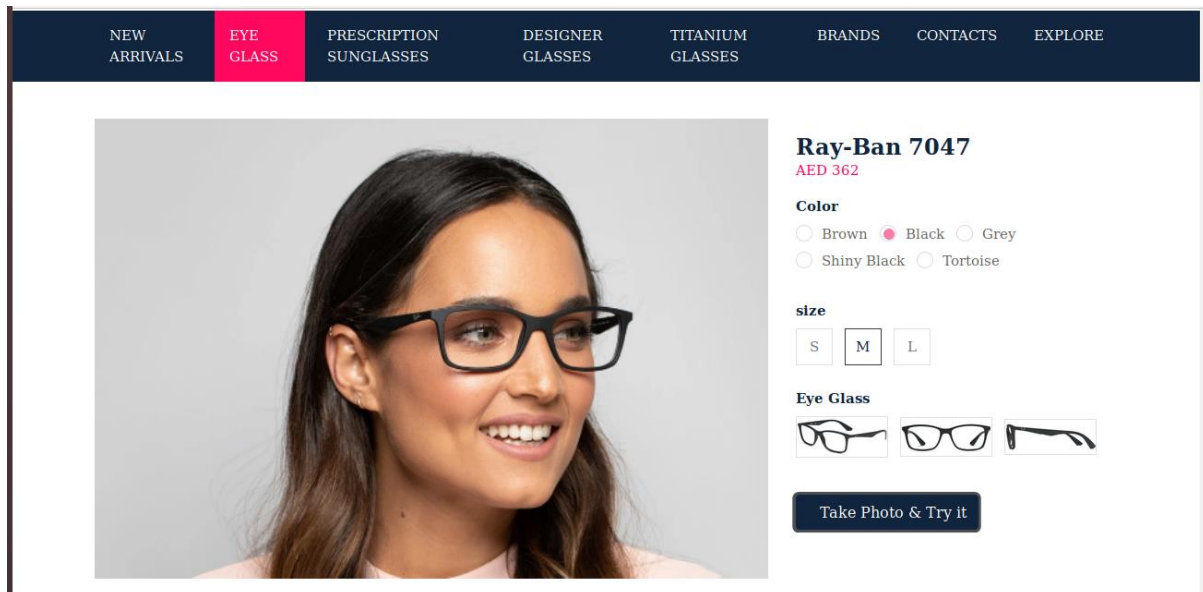 NEW ARRIVALS
EYE GLASS
PRESCRIPTION SUNGLASSES
DESIGNER GLASSES
TITANIUM GLASSES
BRANDS
CONTACTS
EXPLORE
Ray-Ban 7047
AED 362
Color
Brown Black Grey
Shiny Black Tortoise
size
S M L
Eye Glass
Take Photo & Try it